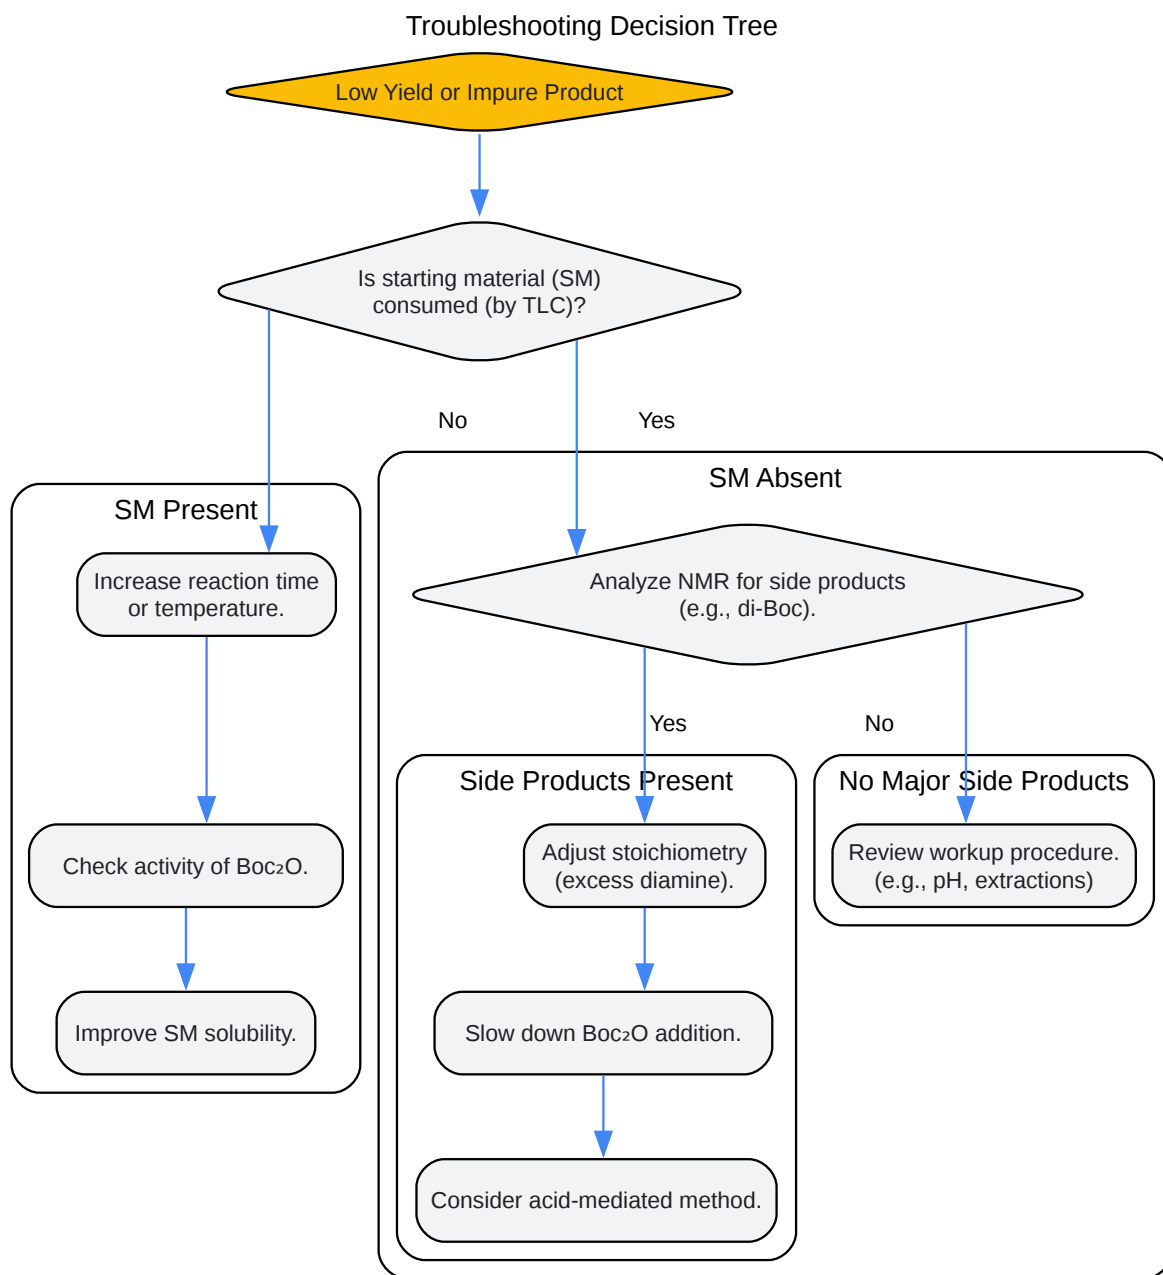 Troubleshooting Decision Tree
Low Yield or Impure Product
Is starting material (SM)
consumed (by TLC)?
No
Yes
SM Present
Increase reaction time
or temperature.
Check activity of Boc₂O.
Improve SM solubility.
SM Absent
Analyze NMR for side products
(e.g., di-Boc).
Yes
No
Side Products Present
Adjust stoichiometry
(excess diamine).
Slow down Boc₂O addition.
Consider acid-mediated method.
No Major Side Products
Review workup procedure.
(e.g., pH, extractions)